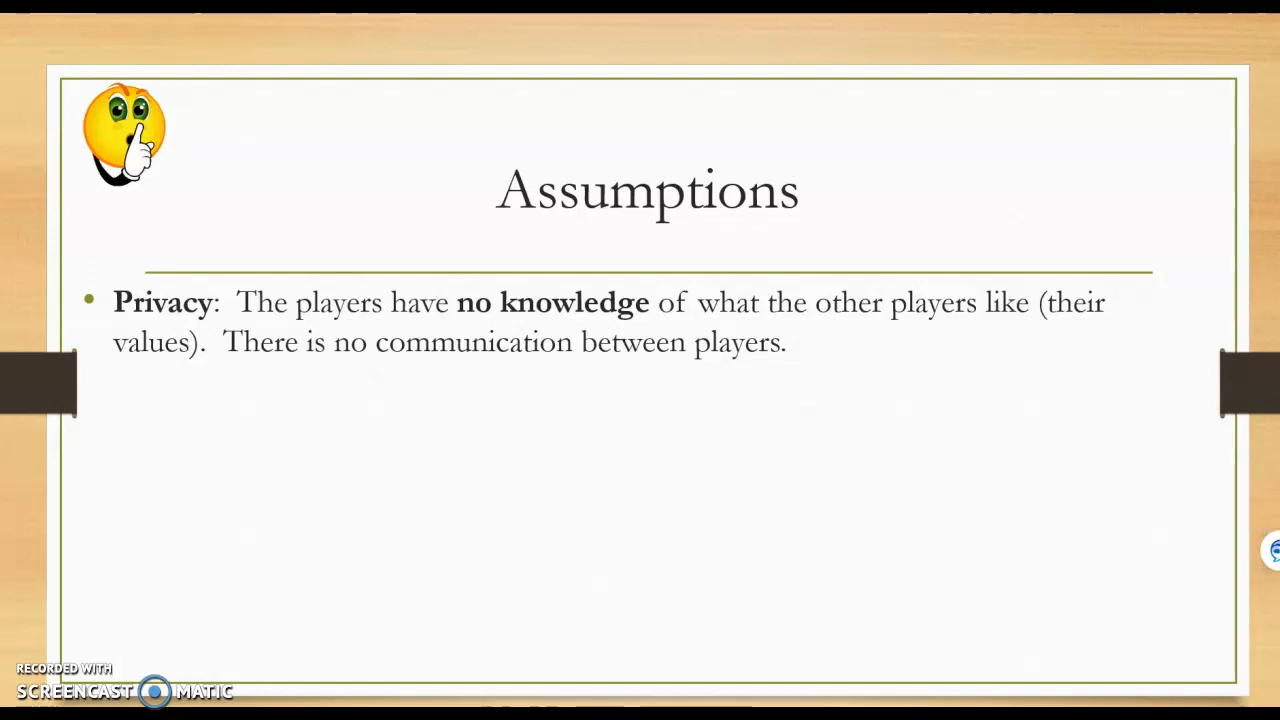 Assumptions
• Privacy:  The players have no knowledge of what the other players like (their
values).  There is no communication between players.
RECORDED WITH
SCREENCAST MATIC